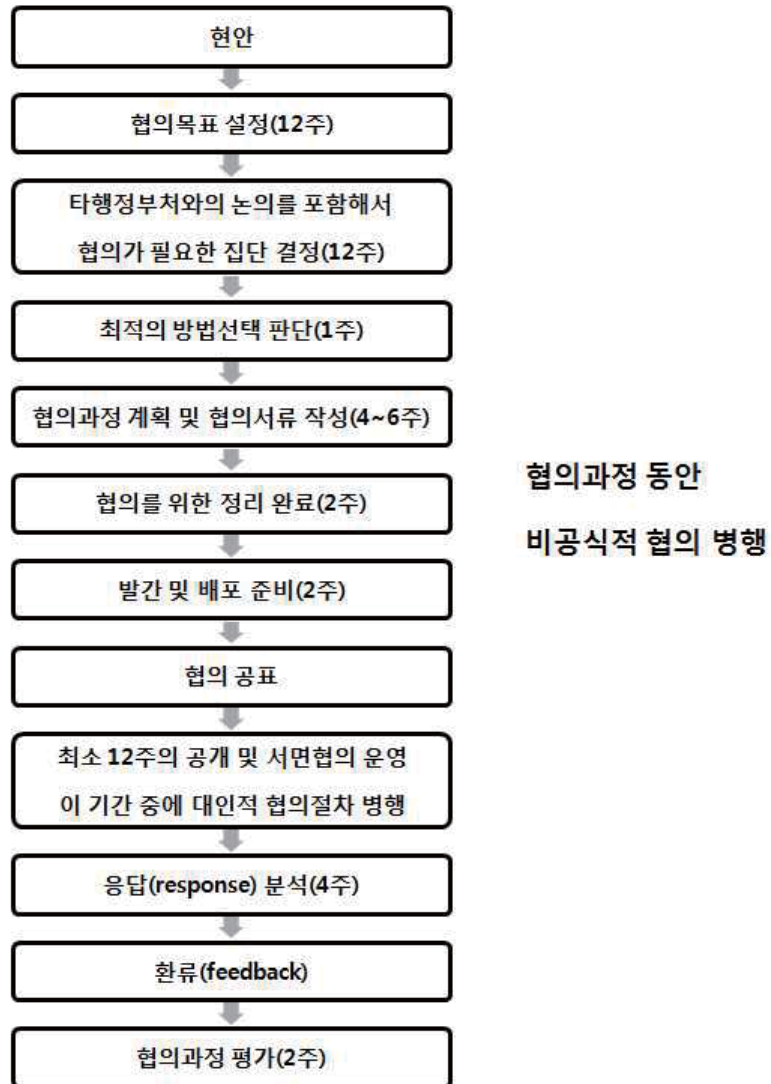 현안
협의목표 설정(12주)
타행정부처와의 논의를 포함해서
협의가 필요한 집단 결정(12주)
최적의 방법선택 판단(1주)
협의과정 계획 및 협의서류 작성(4~6주)
협의를 위한 정리 완료(2주)
발간 및 배포 준비(2주)
협의 공표
최소 12주의 공개 및 서면협의 운영
이 기간 중에 대인적 협의절차 병행
응답(response) 분석(4주)
환류(feedback)
협의과정 평가(2주)
협의과정 동안
비공식적 협의 병행